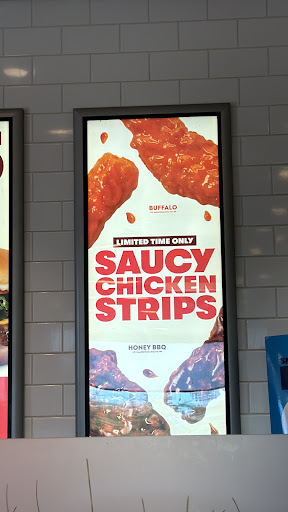 BUFFALO
LIMITED TIME ONLY
SAUCY
CHICKEN
STRIPS
HONEY BBQ